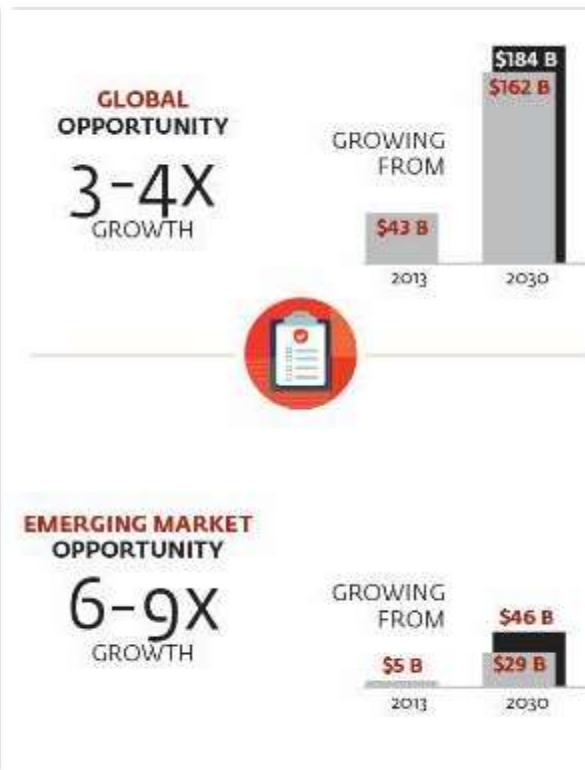 GLOBAL
OPPORTUNITY
3-4X
GROWTH
GROWING
FROM
$43 B
2013
$184 B
$162 B
2030
EMERGING MARKET
OPPORTUNITY
6-9X
GROWTH
GROWING
FROM
$5 B
2013
$46 B
$29 B
2030